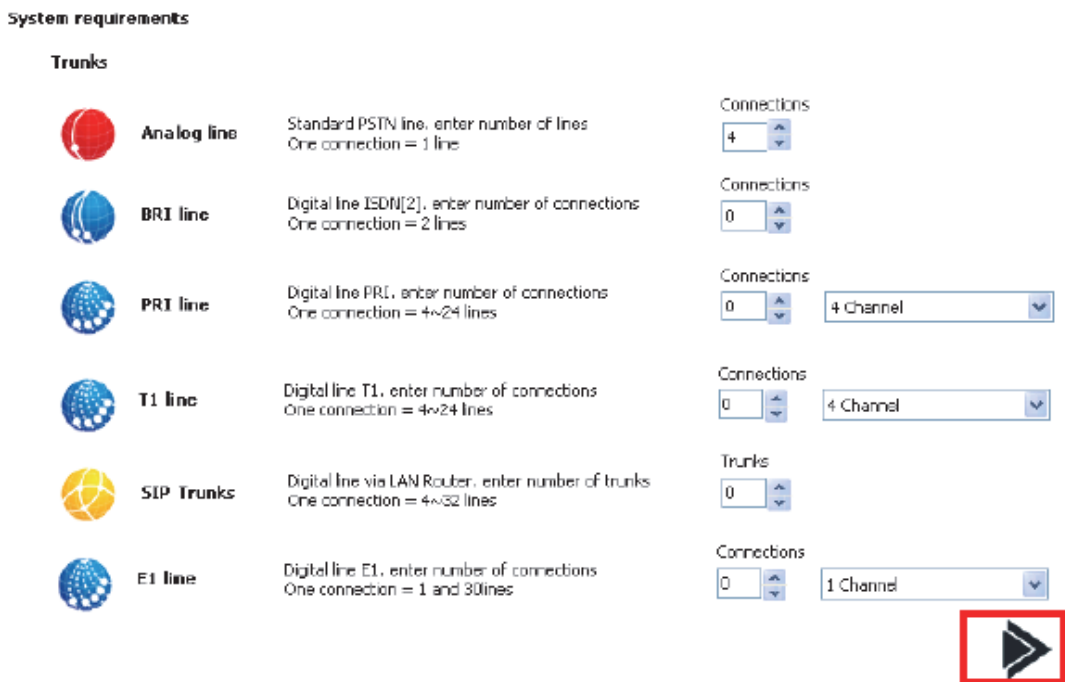 System requirements
Trunks
Connections
Analog line
Standard PSTN line, enter number of lines
One connection = 1 line
4
Connections
BRI line
Digital line ISDN[2], enter number of connections
One connection = 2 lines
0
Connections
PRI line
Digital line PRI, enter number of connections
One connection = 4~24 lines
0
4 Channel
Connections
T1 line
Digital line T1, enter number of connections
One connection = 4~24 lines
0
4 Channel
Trunks
SIP Trunks
Digital line via LAN Router, enter number of trunks
One connection = 4~32 lines
0
Connections
E1 line
Digital line E1, enter number of connections
One connection = 1 and 30lines
0
1 Channel